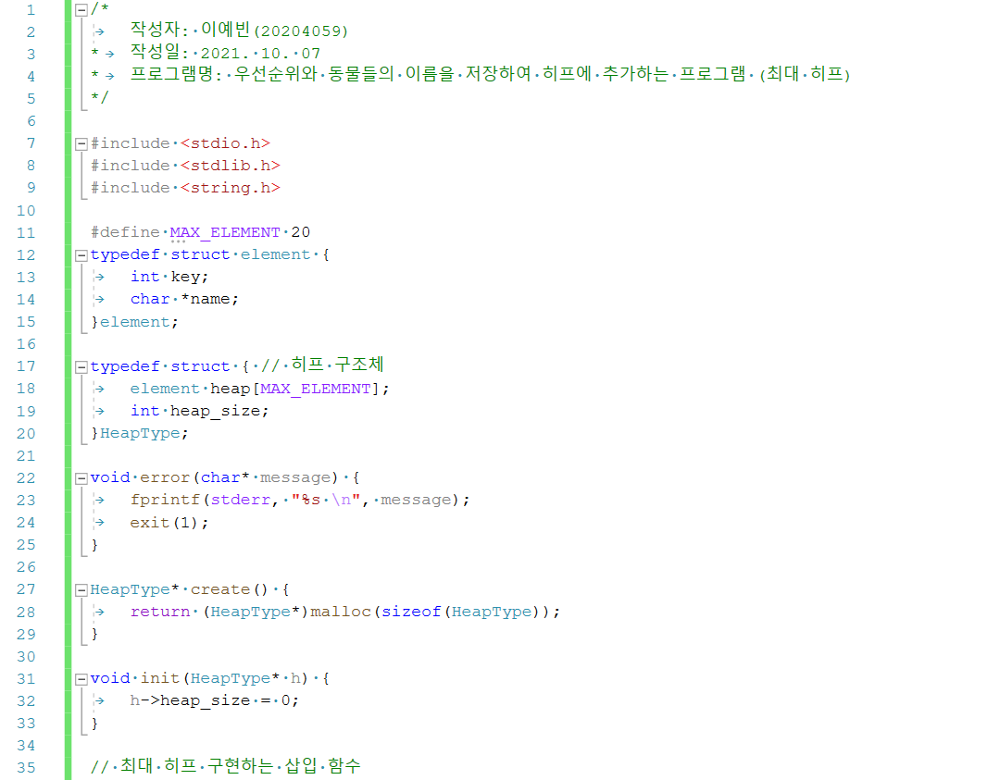 1 /*
2 작성자: 이예빈(20204059)
3 * 작성일: 2021. 10. 07
4 * 프로그램명: 우선순위와 동물들의 이름을 저장하여 히프에 추가하는 프로그램 (최대 히프)
5 */
6
7 #include <stdio.h>
8 #include <stdlib.h>
9 #include <string.h>
10
11 #define MAX_ELEMENT 20
12 typedef struct element {
13 int key;
14 char *name;
15 }element;
16
17 typedef struct { // 히프 구조체
18 element heap[MAX_ELEMENT];
19 int heap_size;
20 }HeapType;
21
22 void error(char* message) {
23 fprintf(stderr, "%s \n", message);
24 exit(1);
25 }
26
27 HeapType* create() {
28 return (HeapType*)malloc(sizeof(HeapType));
29 }
30
31 void init(HeapType* h) {
32 h->heap_size = 0;
33 }
34
35 // 최대 히프 구현하는 삽입 함수